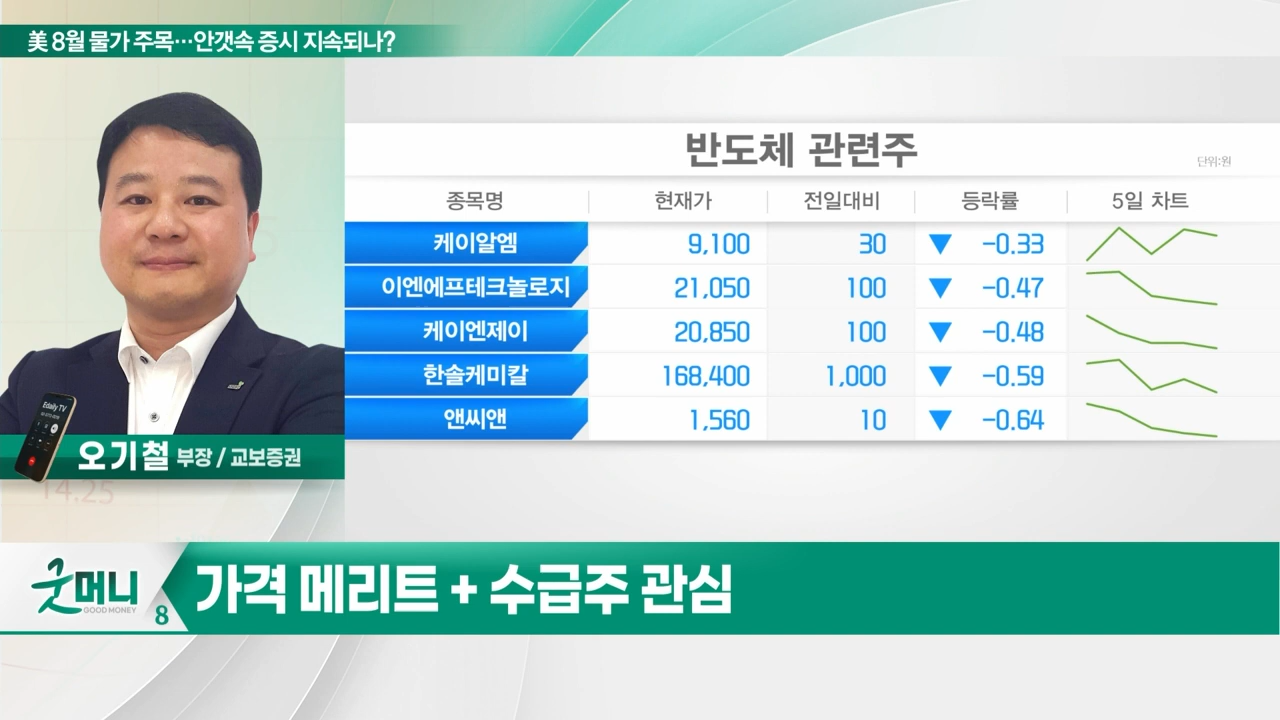 美 8월 물가 주목…안갯속 증시 지속되나?
반도체 관련주
단위:원
종목명 현재가 전일대비 등락률 5일 차트
케이알엠 9,100 30 ▼ -0.33
이엔에프테크놀로지 21,050 100 ▼ -0.47
케이엔제이 20,850 100 ▼ -0.48
한솔케미칼 168,400 1,000 ▼ -0.59
앤씨앤 1,560 10 ▼ -0.64
Edaily TV
오기철 부장 / 교보증권
14.25
굿머니
GOOD MONEY
8
가격 메리트 + 수급주 관심